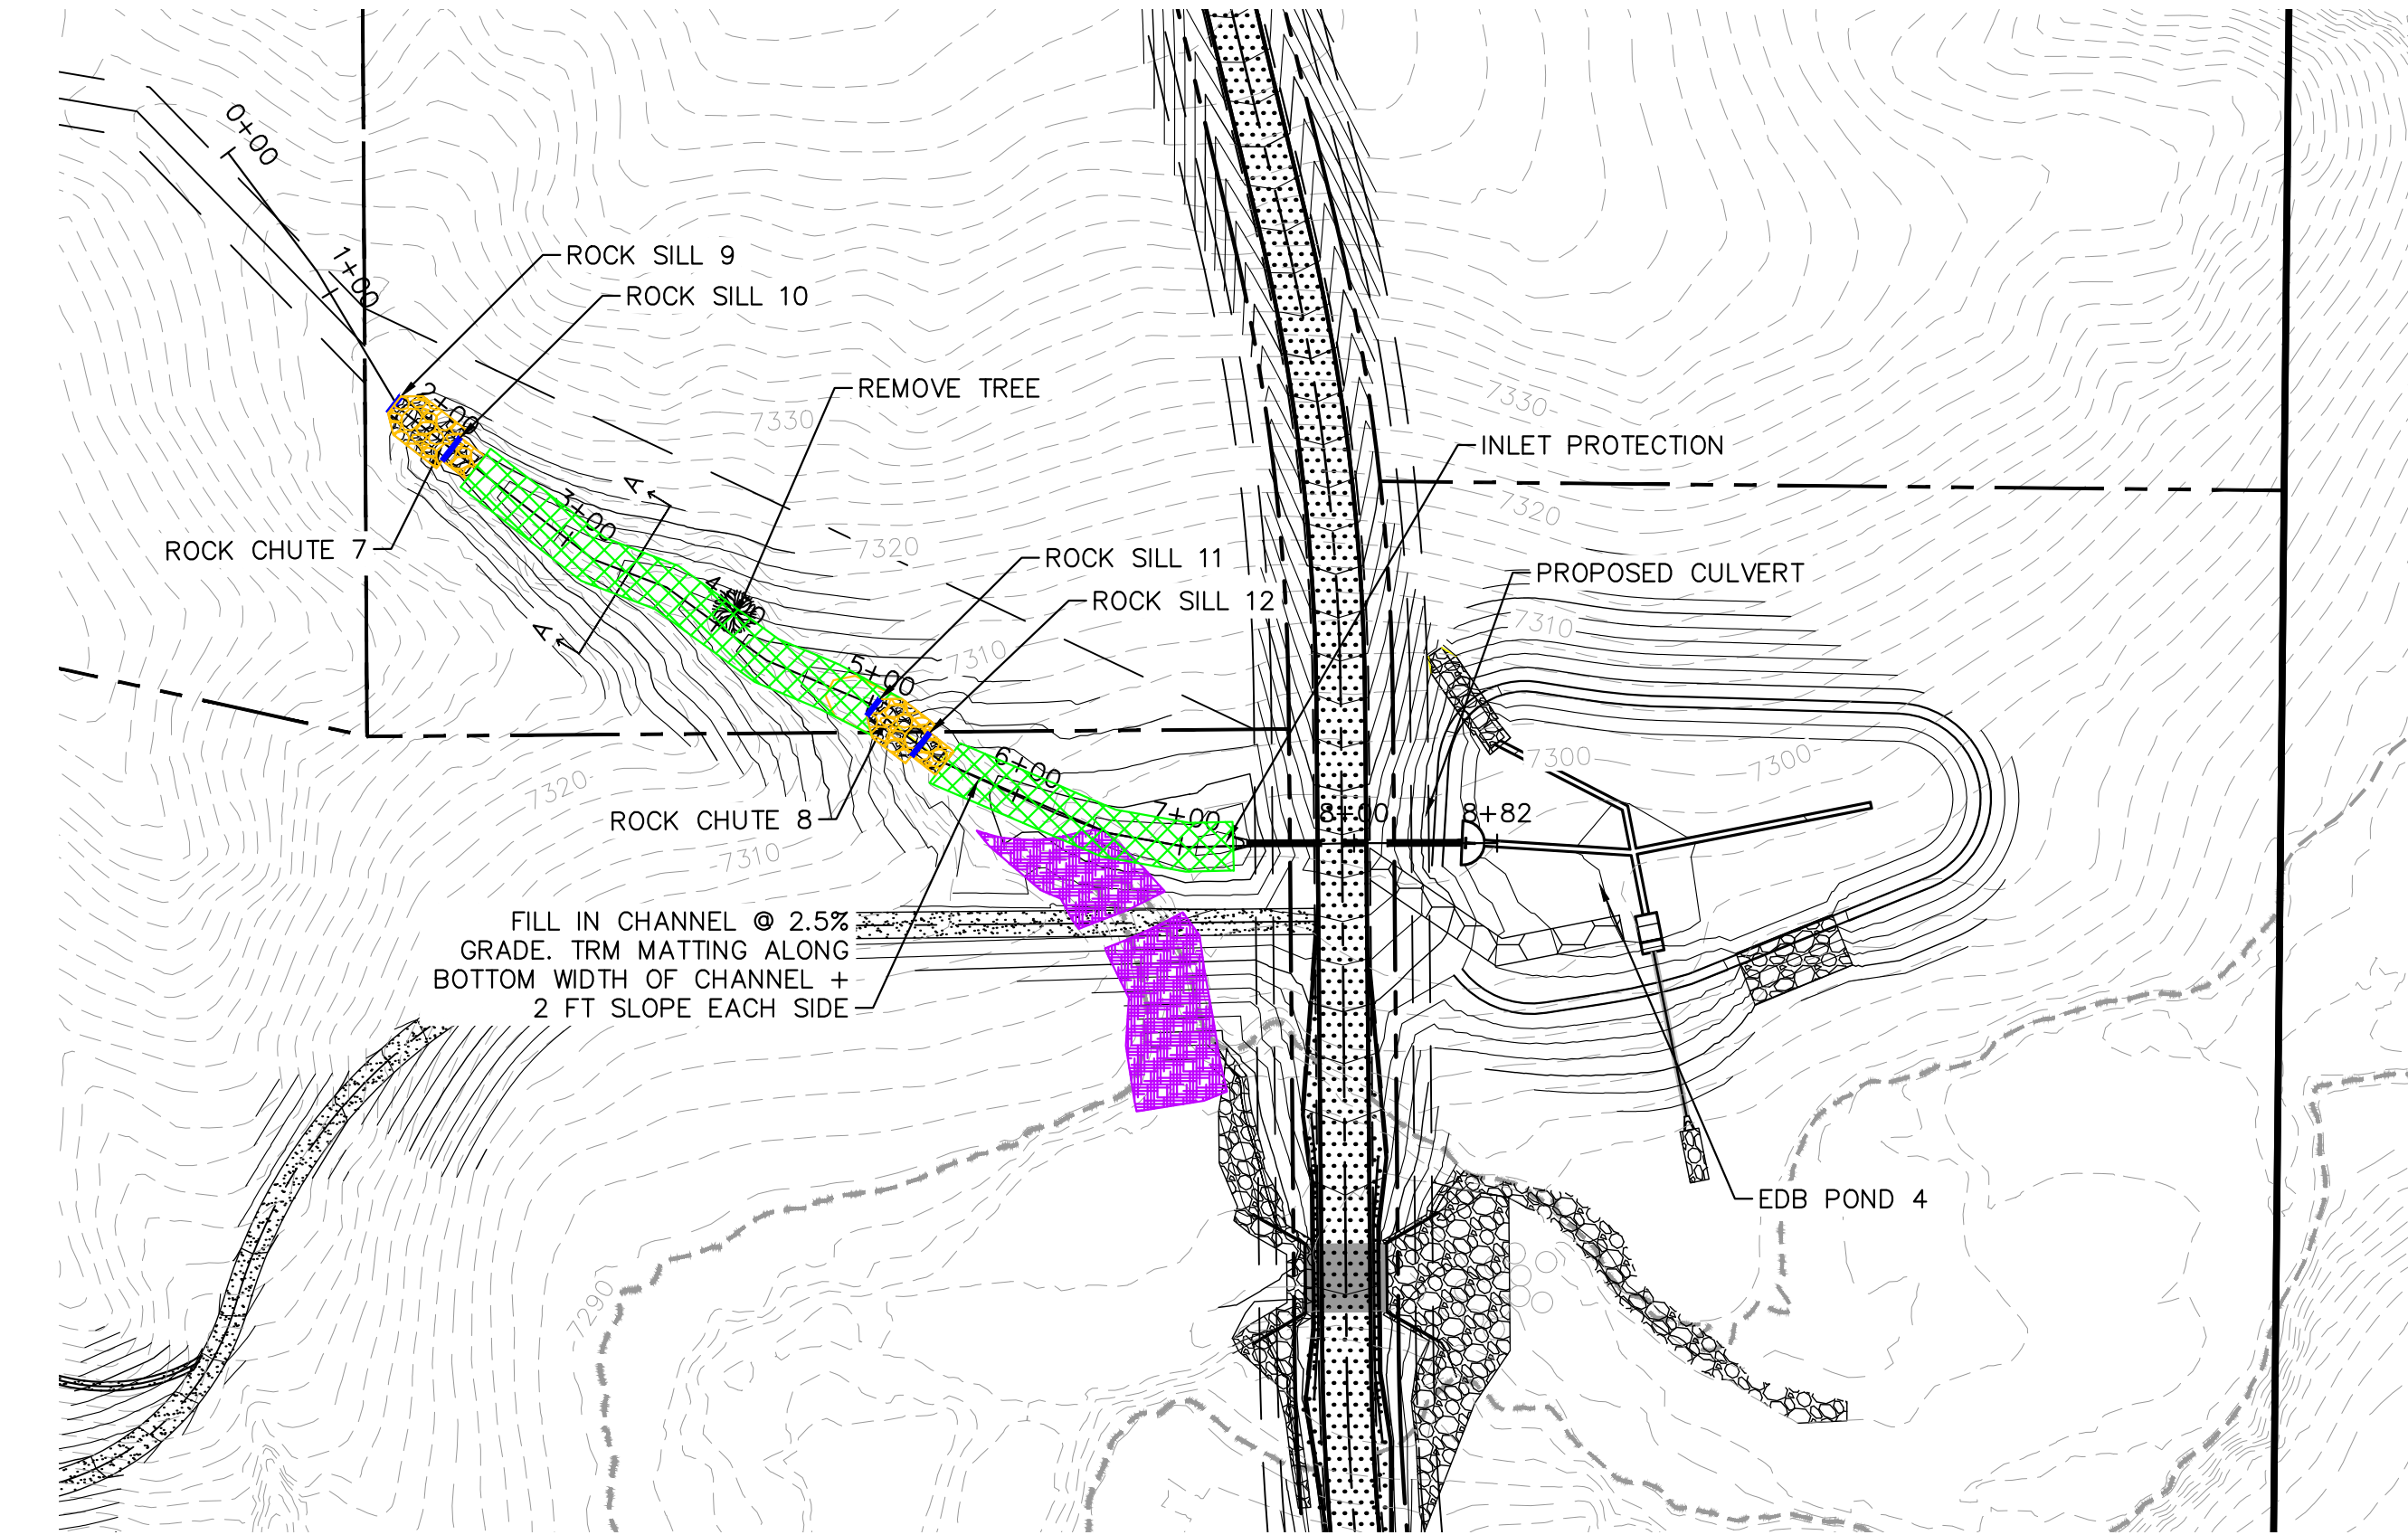 0+00
1+00
ROCK SILL 9
ROCK SILL 10
2+00
REMOVE TREE
7330
7330
INLET PROTECTION
A
3+00
7320
7320
ROCK CHUTE 7
ROCK SILL 11
PROPOSED CULVERT
ROCK SILL 12
A
7310
5+00
7310
6+00
7300
7300
7320
7+00
8+00
8+82
ROCK CHUTE 8
7310
FILL IN CHANNEL @ 2.5%
GRADE. TRM MATTING ALONG
BOTTOM WIDTH OF CHANNEL +
2 FT SLOPE EACH SIDE
EDB POND 4
7290